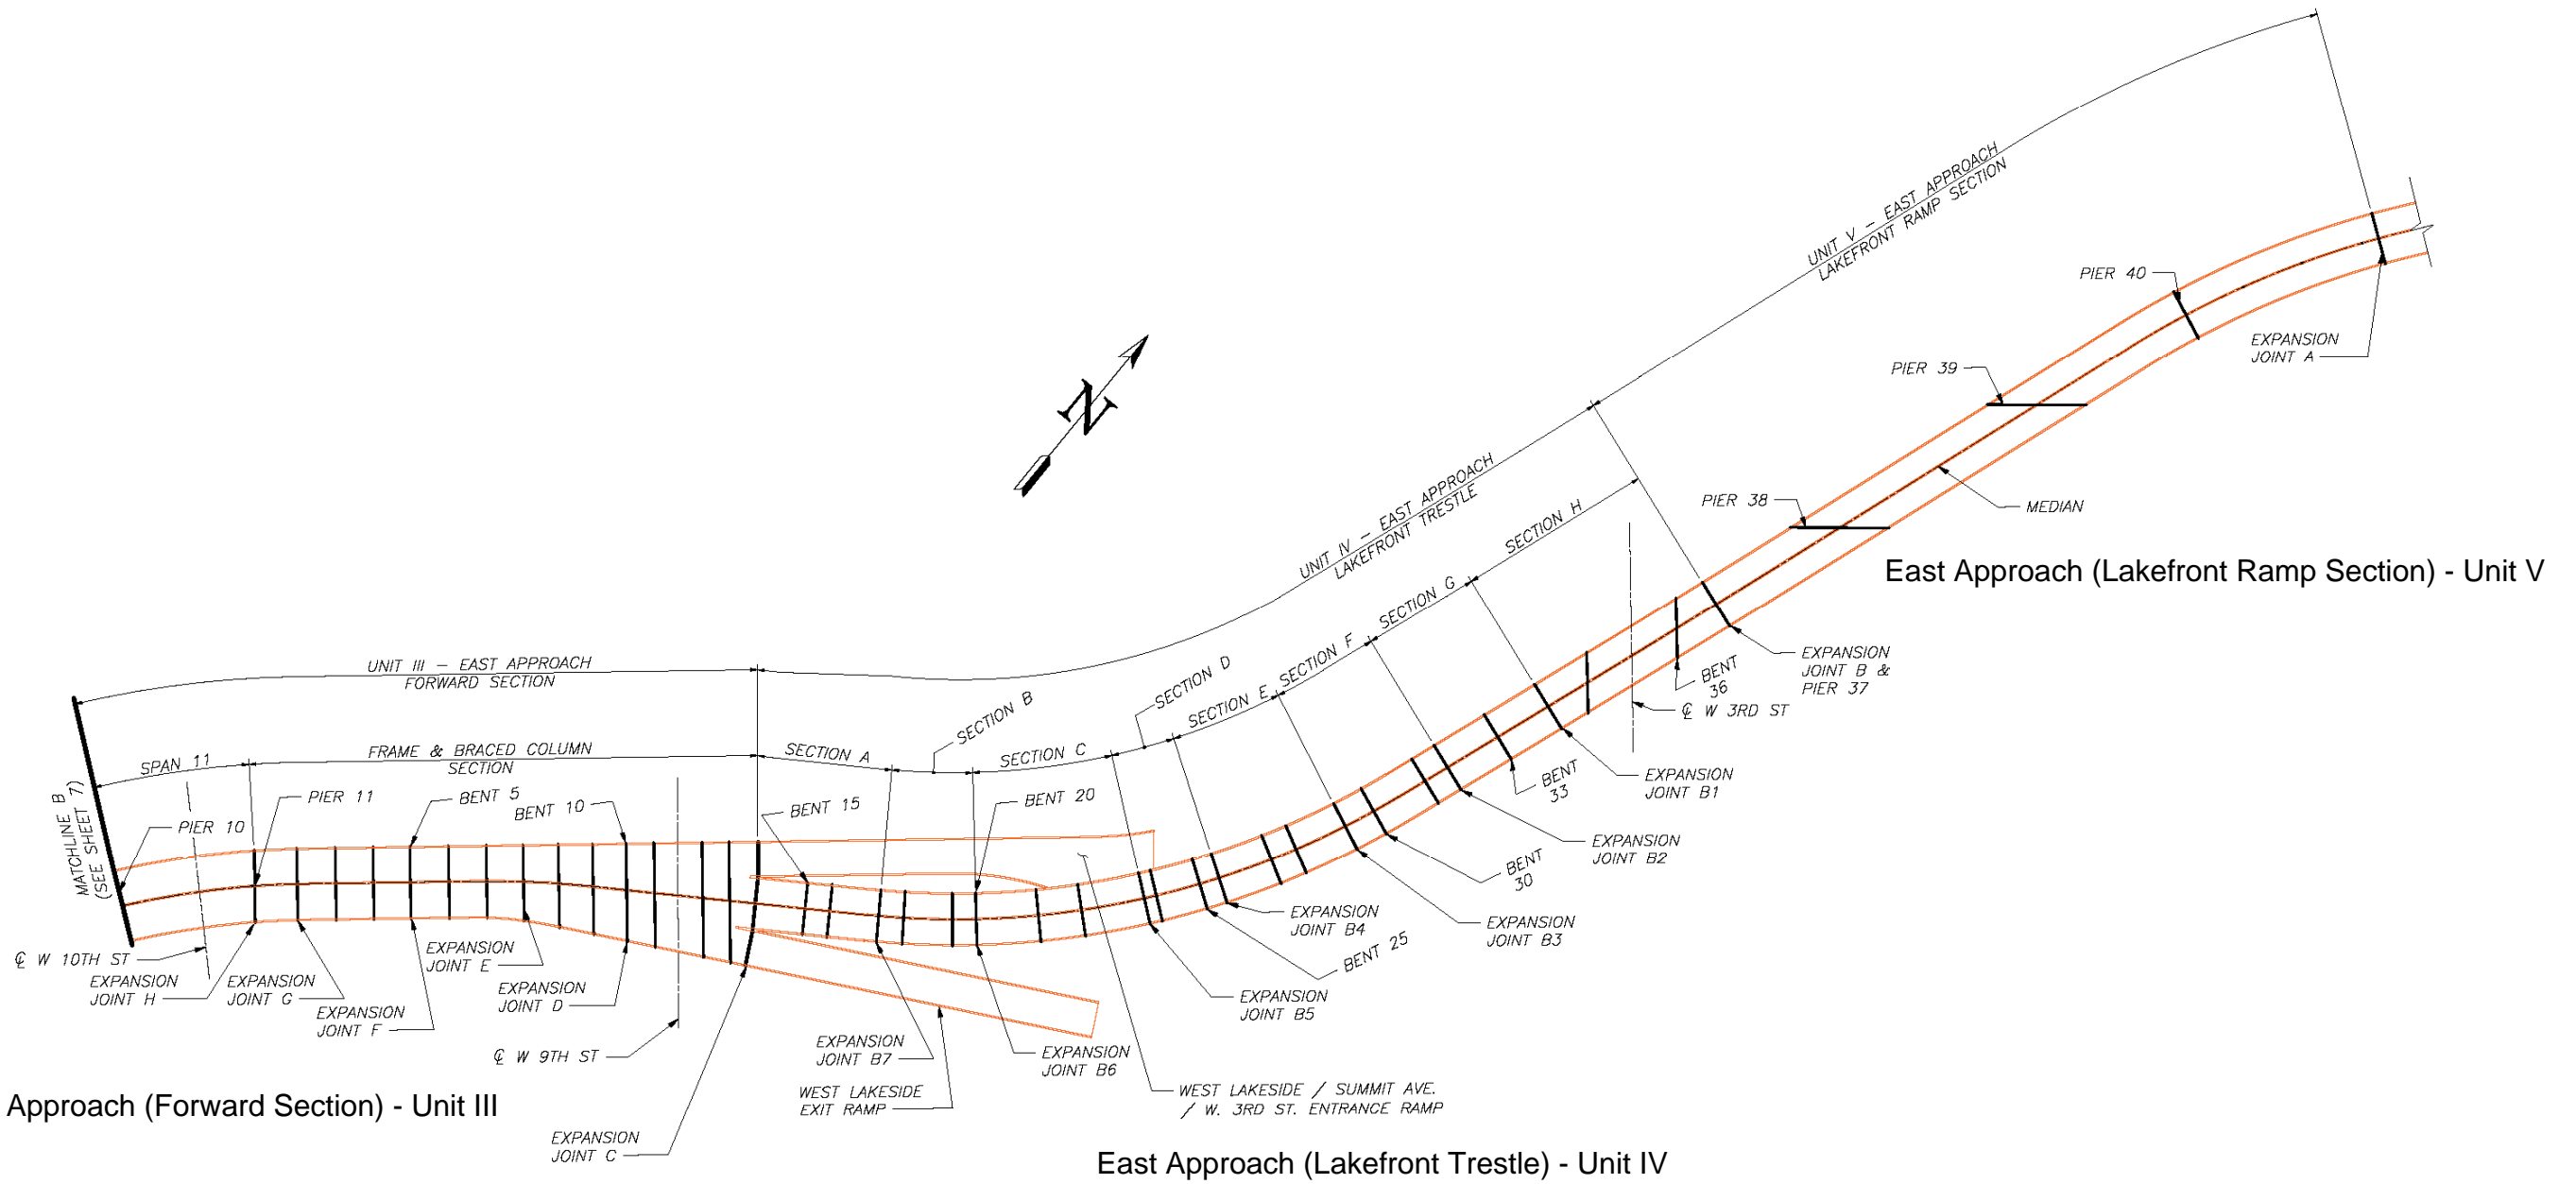 UNIT V - EAST APPROACH
LAKEFRONT RAMP SECTION
PIER 40
EXPANSION
JOINT A
PIER 39
N
PIER 38
MEDIAN
UNIT IV - EAST APPROACH
LAKEFRONT TRESTLE
SECTION H
East Approach (Lakefront Ramp Section) - Unit V
SECTION G
SECTION F
SECTION E
SECTION D
SECTION B
UNIT III - EAST APPROACH
FORWARD SECTION
EXPANSION
JOINT B &
PIER 37
BENT
36
℄ W 3RD ST
SPAN 11
FRAME & BRACED COLUMN
SECTION
SECTION A
SECTION C
MATCHLINE B
(SEE SHEET 7)
PIER 10
PIER 11
BENT 5
BENT 10
BENT 15
BENT 20
BENT
33
EXPANSION
JOINT B1
EXPANSION
JOINT B2
BENT
30
EXPANSION
JOINT B3
EXPANSION
JOINT B4
BENT 25
EXPANSION
JOINT B5
℄ W 10TH ST
EXPANSION
JOINT H
EXPANSION
JOINT G
EXPANSION
JOINT F
EXPANSION
JOINT E
EXPANSION
JOINT D
℄ W 9TH ST
EXPANSION
JOINT B7
EXPANSION
JOINT B6
WEST LAKESIDE
EXIT RAMP
WEST LAKESIDE / SUMMIT AVE.
/ W. 3RD ST. ENTRANCE RAMP
Approach (Forward Section) - Unit III
EXPANSION
JOINT C
East Approach (Lakefront Trestle) - Unit IV